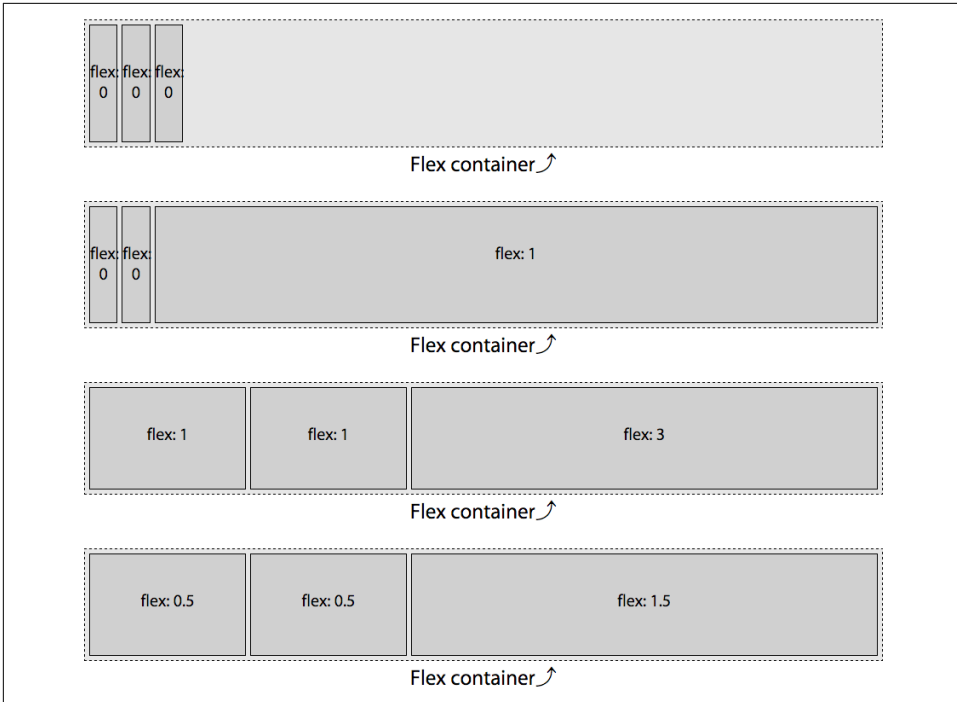 flex: flex: flex:
0 0 0
Flex container
flex: flex: flex: 1
0 0
Flex container
flex: 1 flex: 1 flex: 3
Flex container
flex: 0.5 flex: 0.5 flex: 1.5
Flex container